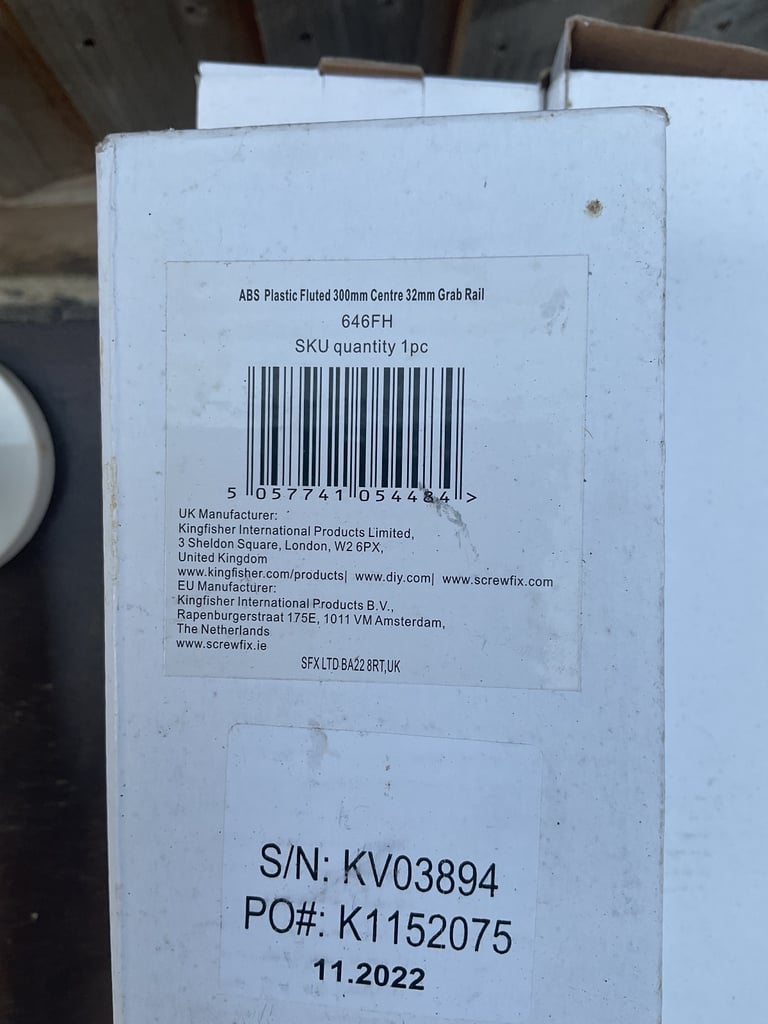 ABS Plastic Fluted 300mm Centre 32mm Grab Rail
646FH
SKU quantity 1pc
5 057741 054484 >
UK Manufacturer:
Kingfisher International Products Limited,
3 Sheldon Square, London, W2 6PX,
United Kingdom
www.kingfisher.com/products| www.diy.com| www.screwfix.com
EU Manufacturer:
Kingfisher International Products B.V.,
Rapenburgerstraat 175E, 1011 VM Amsterdam,
The Netherlands
www.screwfix.ie
SFX LTD BA22 8RT,UK
S/N: KV03894
PO#: K1152075
11.2022